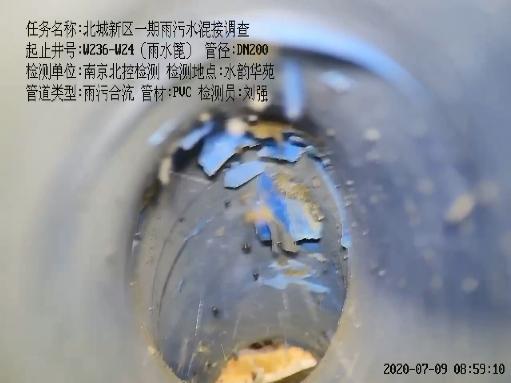 任务名称:北城新区一期雨污水混接调查
起止井号:W236-W24（雨水篦） 管径:DN200
检测单位:南京北控检测 检测地点:水韵华苑
管道类型:雨污合流 管材:PVC 检测员:刘强
2020-07-09 08:59:10